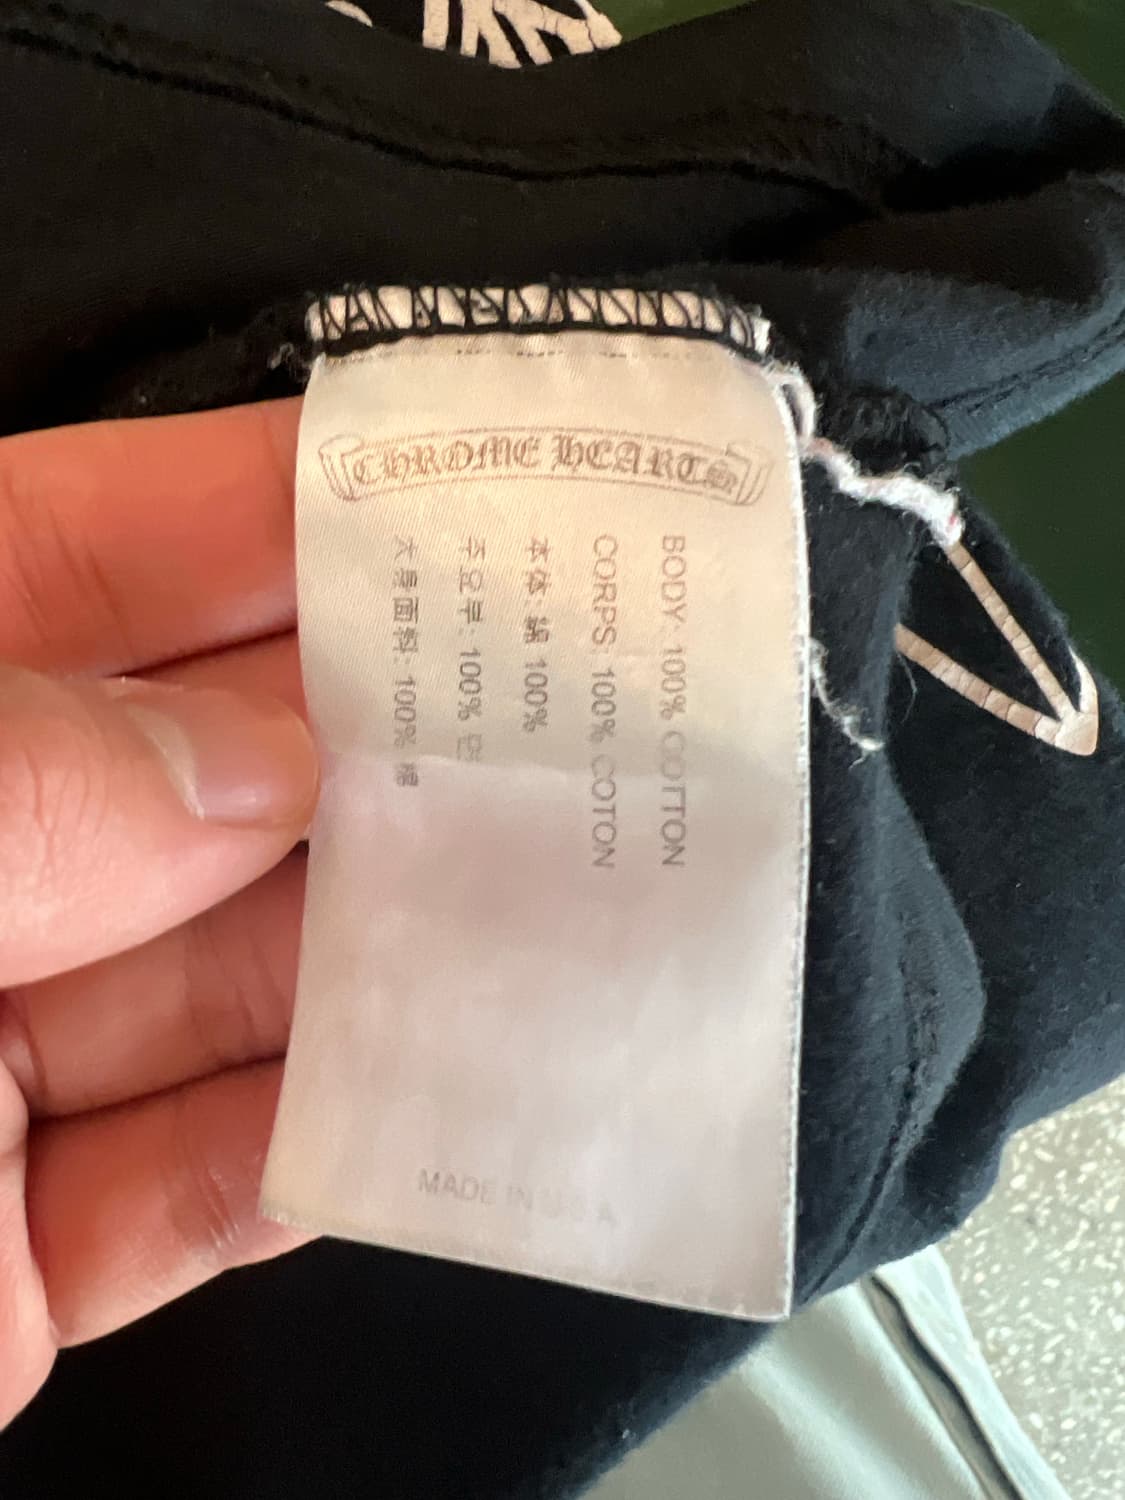 CHROME HEARTS
BODY: 100% COTTON
CORPS: 100% COTON
本体: 綿 100%
주요부: 100% 면
大身面料: 100% 棉
MADE IN U.S.A